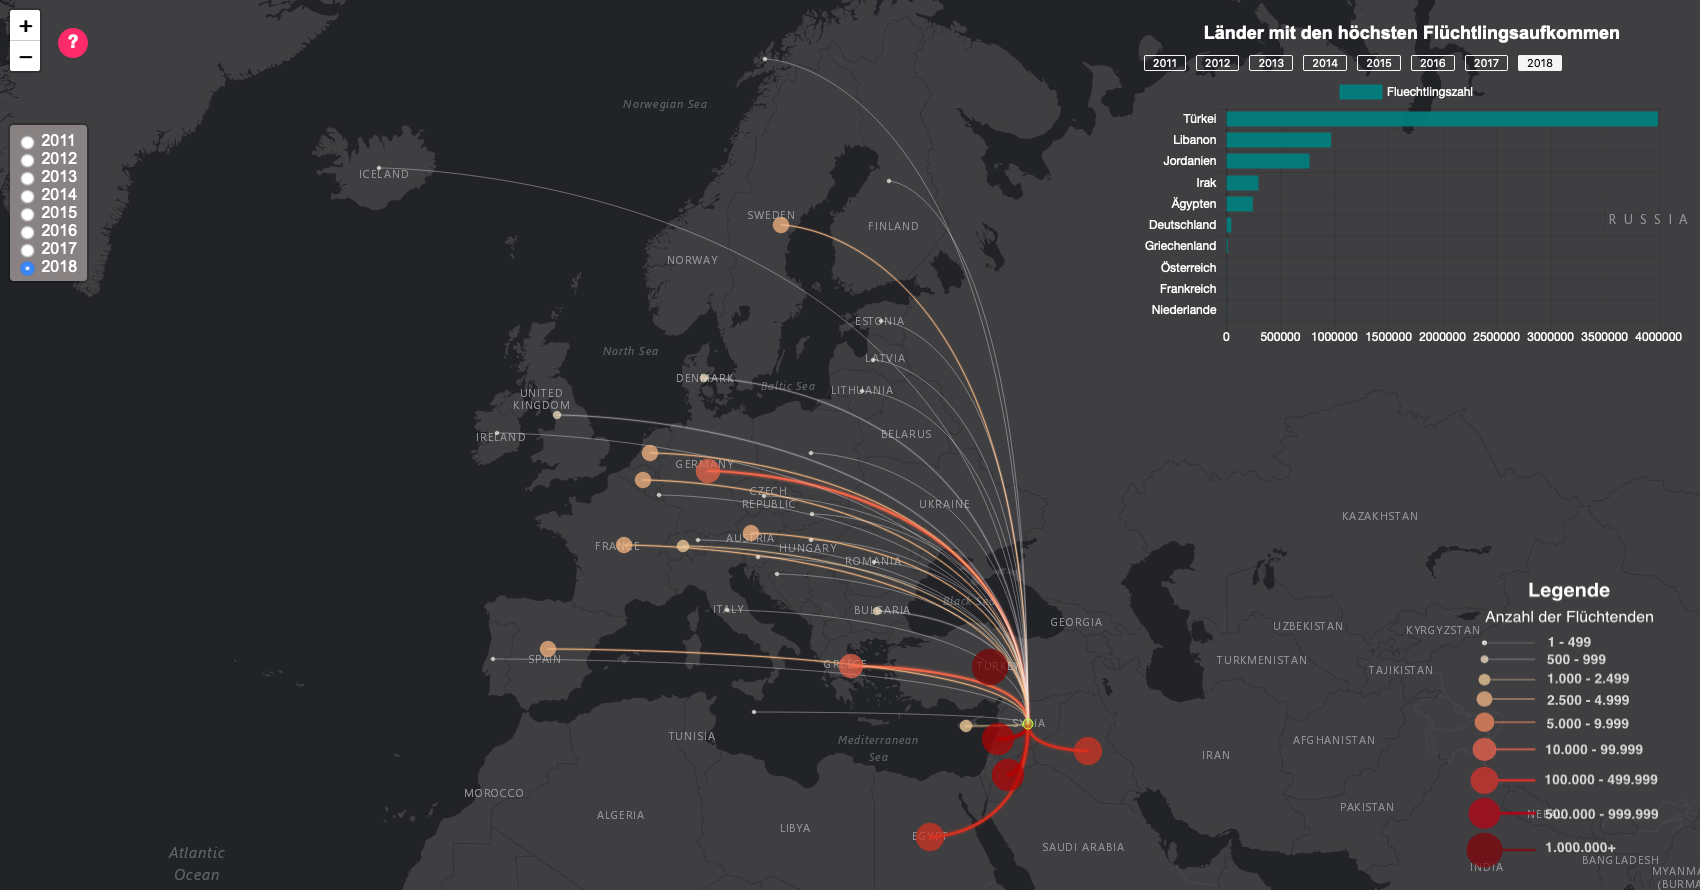 +
−
?
2011
2012
2013
2014
2015
2016
2017
2018
Länder mit den höchsten Flüchtlingsaufkommen
2011 2012 2013 2014 2015 2016 2017 2018
Fluechtlingszahl
Türkei
Libanon
Jordanien
Irak
Ägypten
Deutschland
Griechenland
Österreich
Frankreich
Niederlande
0 500000 1000000 1500000 2000000 2500000 3000000 3500000 4000000
RUSSIA
Norwegian Sea
ICELAND
SWEDEN
FINLAND
NORWAY
ESTONIA
North Sea
LATVIA
DENMARK
Baltic Sea
LITHUANIA
UNITED
KINGDOM
IRELAND
BELARUS
GERMANY
CZECH
REPUBLIC
UKRAINE
KAZAKHSTAN
AUSTRIA
FRANCE
HUNGARY
ROMANIA
Black Sea
ITALY
BULGARIA
GEORGIA
UZBEKISTAN
KYRGYZSTAN
SPAIN
GREECE
TURKEY
TURKMENISTAN
TAJIKISTAN
SYRIA
TUNISIA
Mediterranean
Sea
IRAN
AFGHANISTAN
MOROCCO
ALGERIA
LIBYA
EGYPT
SAUDI ARABIA
PAKISTAN
Atlantic
Ocean
Legende
Anzahl der Flüchtenden
1 - 499
500 - 999
1.000 - 2.499
2.500 - 4.999
5.000 - 9.999
10.000 - 99.999
100.000 - 499.999
500.000 - 999.999
1.000.000+
INDIA
BANGLADESH